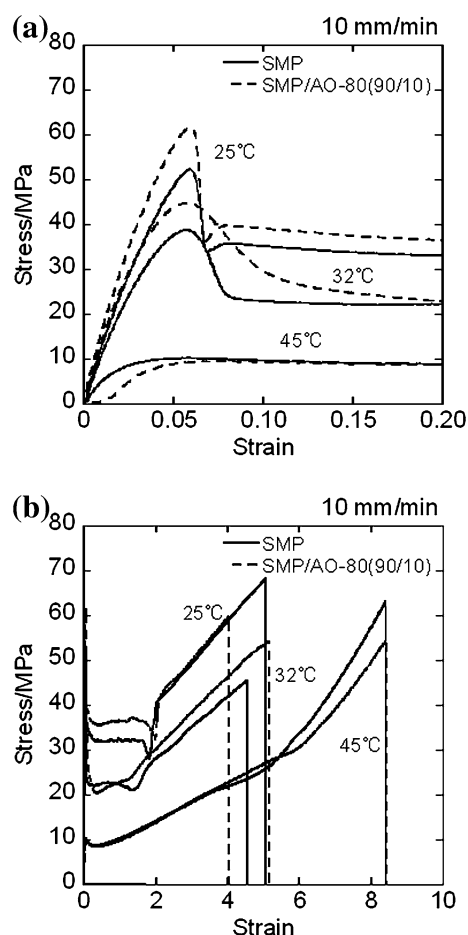 (a)
10 mm/min
80
70
60
50
40
30
20
10
0
Stress/MPa
SMP
SMP/AO-80(90/10)
25°C
32°C
45°C
0
0.05
0.10
0.15
0.20
Strain
(b)
10 mm/min
80
70
60
50
40
30
20
10
0
Stress/MPa
SMP
SMP/AO-80(90/10)
25°C
32°C
45°C
0
2
4
6
8
10
Strain